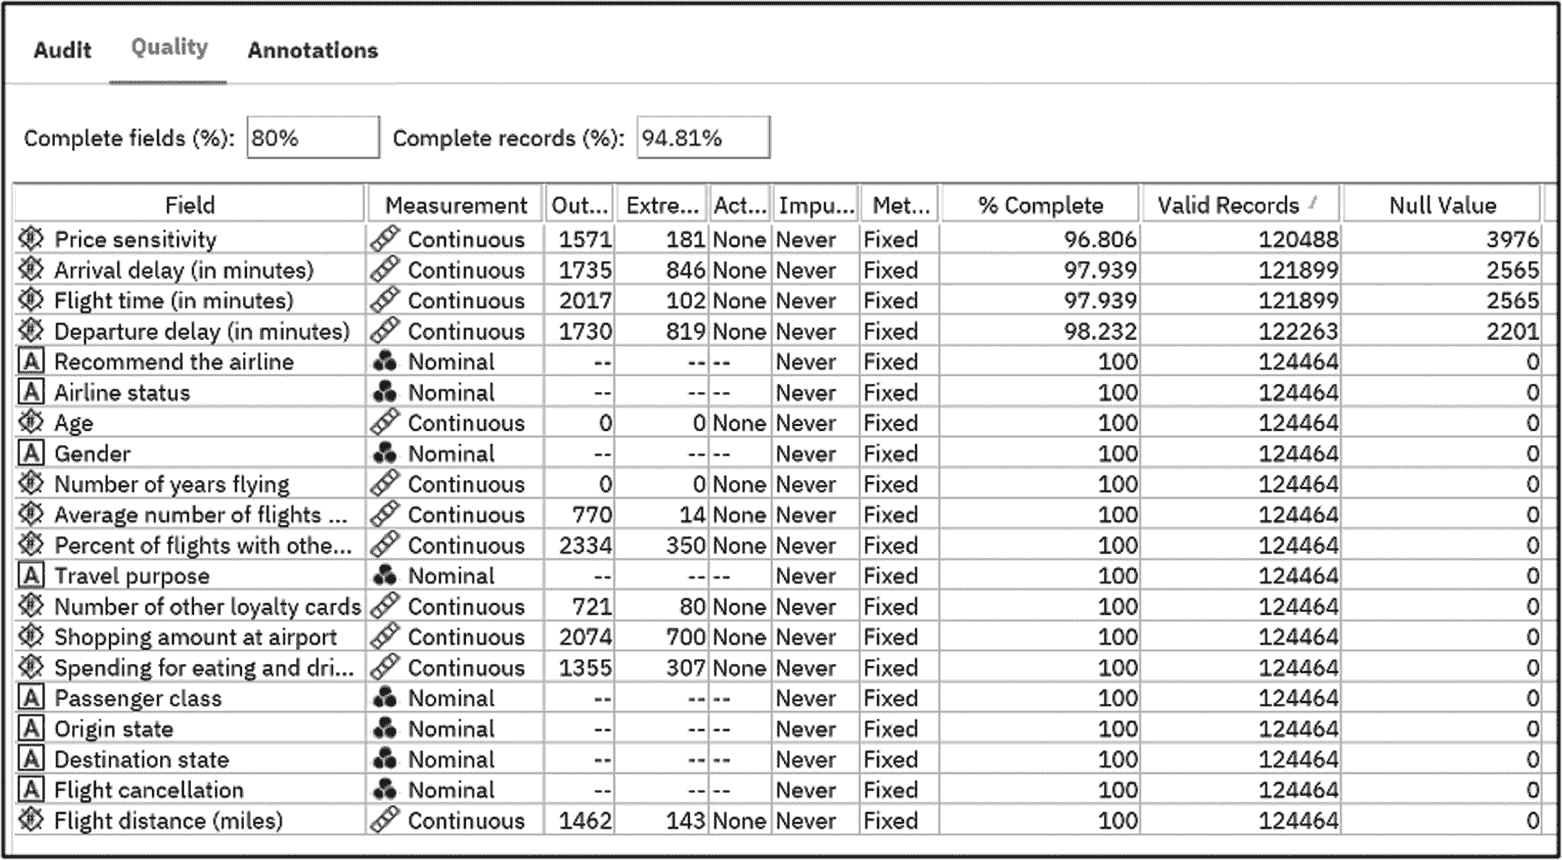 Audit Quality Annotations
Complete fields (%): 80% Complete records (%): 94.81%
Field Measurement Out... Extre... Act... Impu... Met... % Complete Valid Records Null Value
Price sensitivity Continuous 1571 181 None Never Fixed 96.806 120488 3976
Arrival delay (in minutes) Continuous 1735 846 None Never Fixed 97.939 121899 2565
Flight time (in minutes) Continuous 2017 102 None Never Fixed 97.939 121899 2565
Departure delay (in minutes) Continuous 1730 819 None Never Fixed 98.232 122263 2201
A Recommend the airline Nominal -- -- -- Never Fixed 100 124464 0
A Airline status Nominal -- -- -- Never Fixed 100 124464 0
Age Continuous 0 0 None Never Fixed 100 124464 0
A Gender Nominal -- -- -- Never Fixed 100 124464 0
Number of years flying Continuous 0 0 None Never Fixed 100 124464 0
Average number of flights ... Continuous 770 14 None Never Fixed 100 124464 0
Percent of flights with othe... Continuous 2334 350 None Never Fixed 100 124464 0
A Travel purpose Nominal -- -- -- Never Fixed 100 124464 0
Number of other loyalty cards Continuous 721 80 None Never Fixed 100 124464 0
Shopping amount at airport Continuous 2074 700 None Never Fixed 100 124464 0
Spending for eating and dri... Continuous 1355 307 None Never Fixed 100 124464 0
A Passenger class Nominal -- -- -- Never Fixed 100 124464 0
A Origin state Nominal -- -- -- Never Fixed 100 124464 0
A Destination state Nominal -- -- -- Never Fixed 100 124464 0
A Flight cancellation Nominal -- -- -- Never Fixed 100 124464 0
Flight distance (miles) Continuous 1462 143 None Never Fixed 100 124464 0